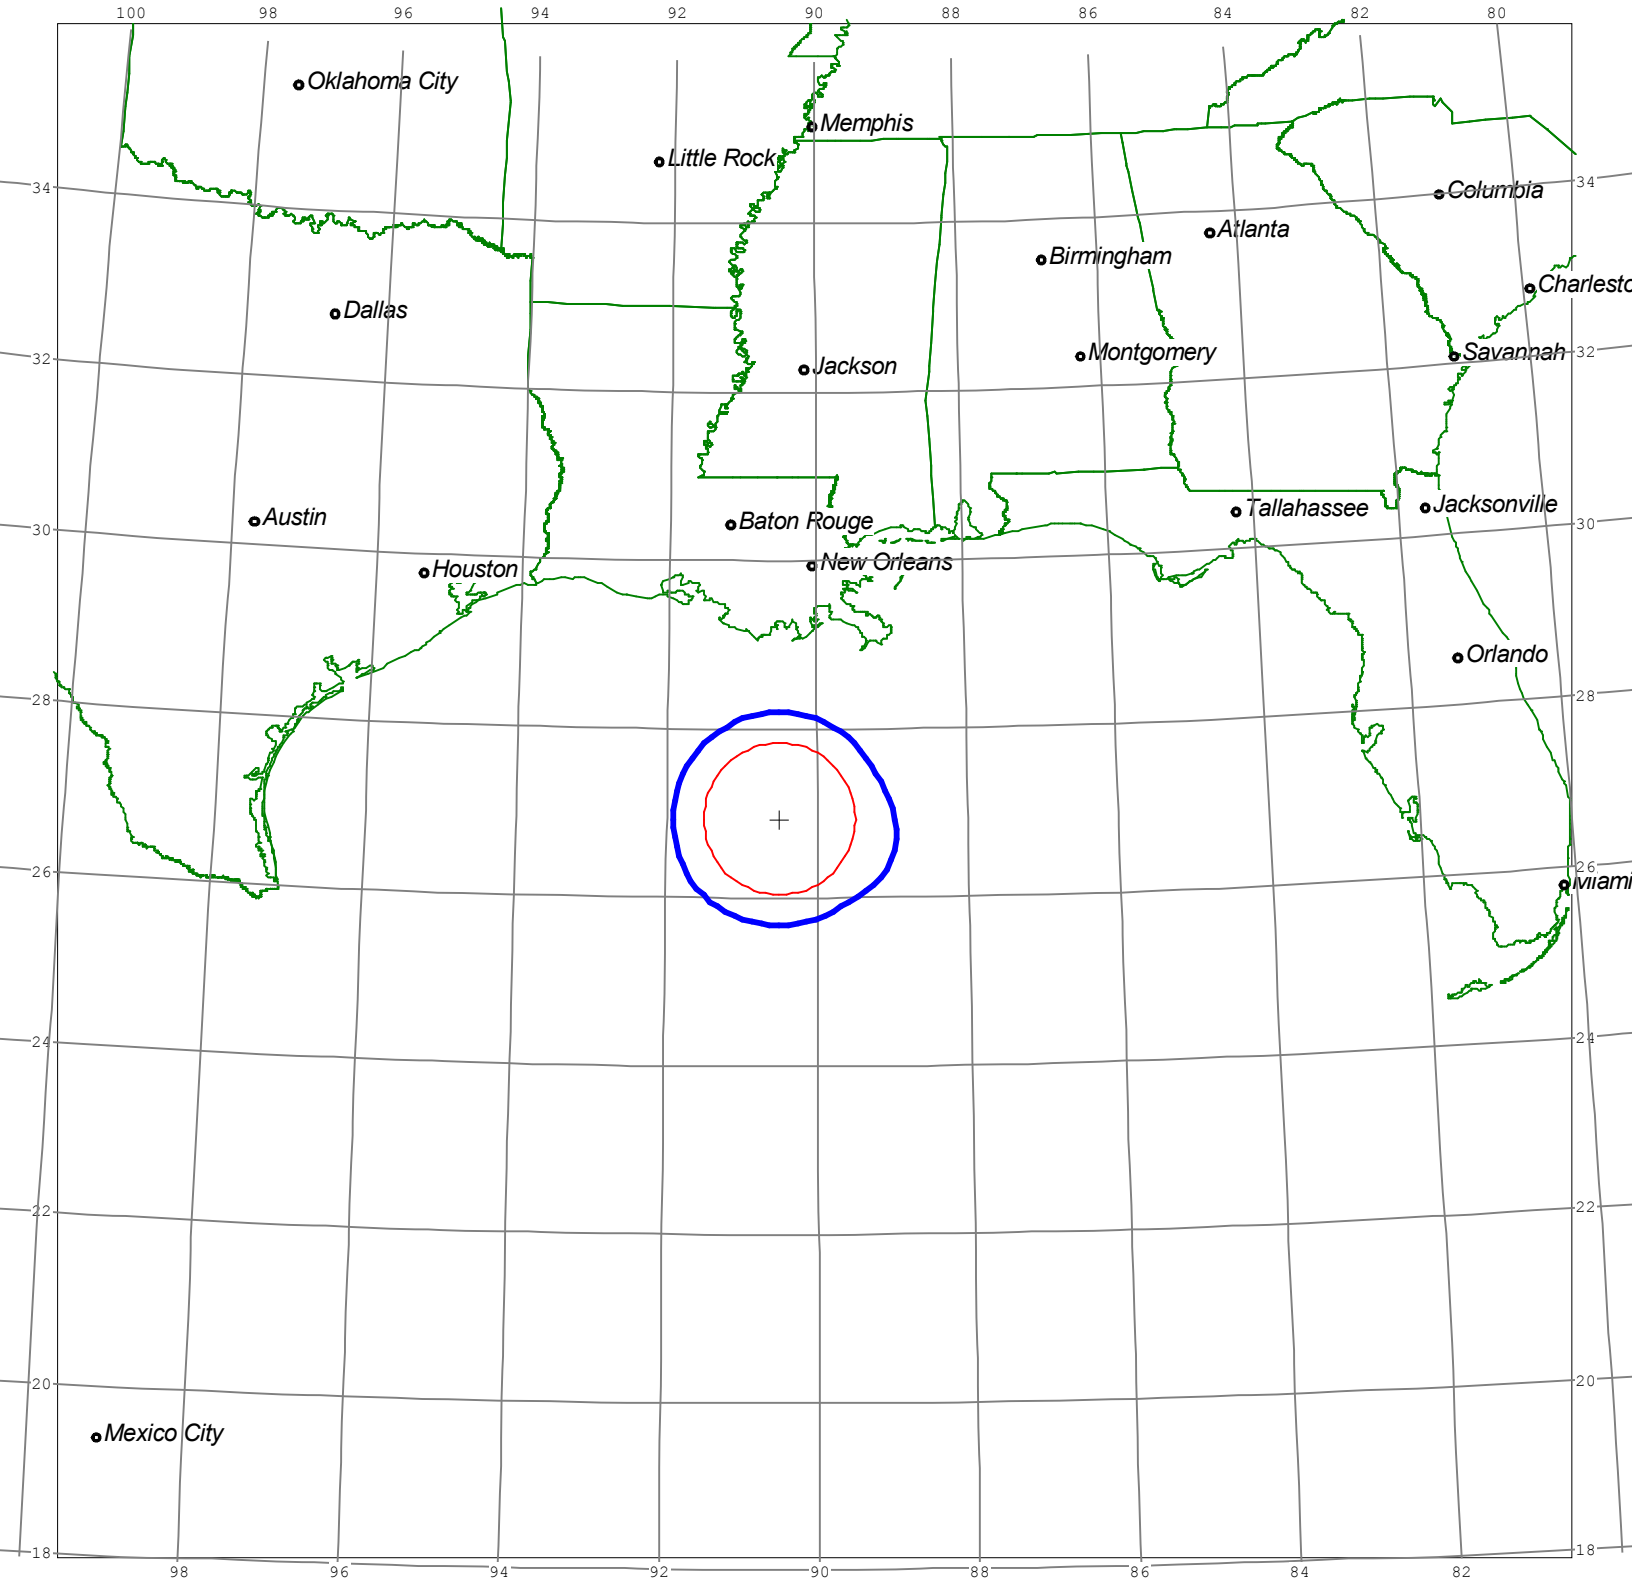 100 98 96 94 92 90 88 86 84 82 80
Oklahoma City
Memphis
Little Rock
34 34
Columbia
Atlanta
Birmingham
Charlesto
Dallas
32 Montgomery Savannah 32
Jackson
Austin Baton Rouge Tallahassee Jacksonville
30 30
Houston New Orleans
Orlando
28 28
26 26
Miami
24 24
22 22
20 20
Mexico City
18 18
98 96 94 92 90 88 86 84 82